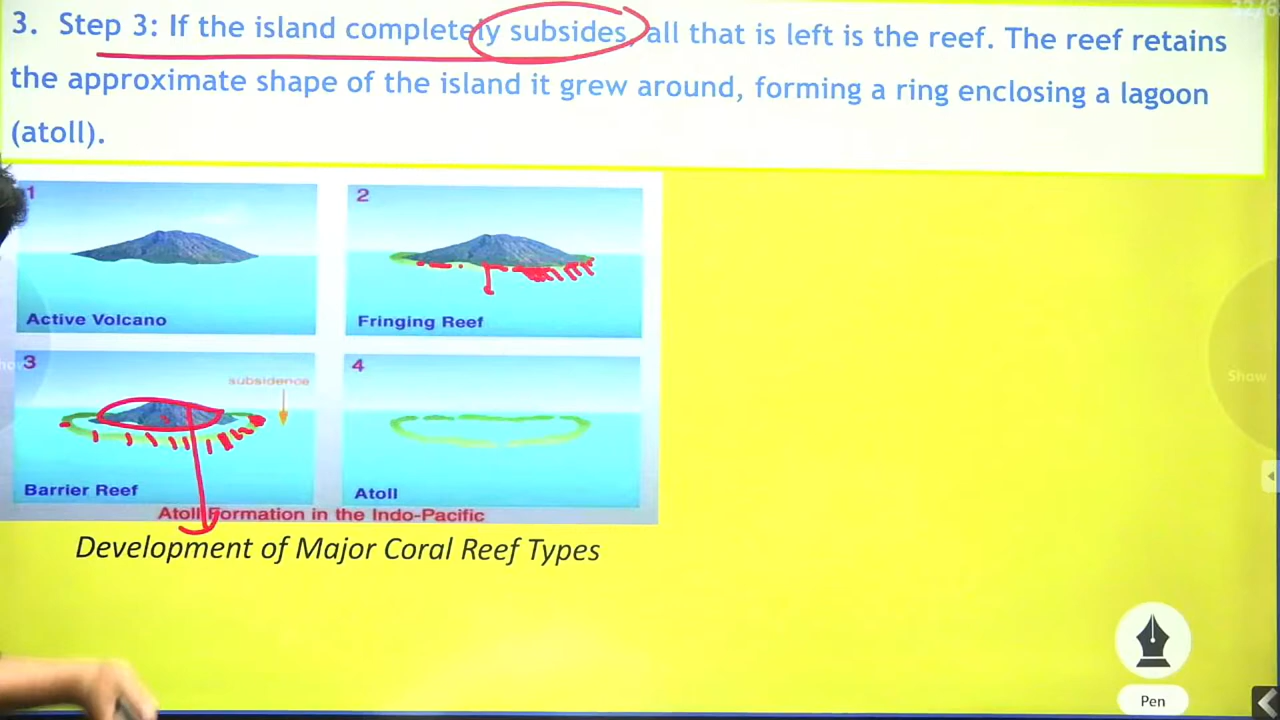 3. Step 3: If the island completely subsides, all that is left is the reef. The reef retains
the approximate shape of the island it grew around, forming a ring enclosing a lagoon
(atoll).
1
2
Active Volcano
Fringing Reef
3
subsidence
4
Barrier Reef
Atoll
Atoll Formation in the Indo-Pacific
Development of Major Coral Reef Types
Show
Pen